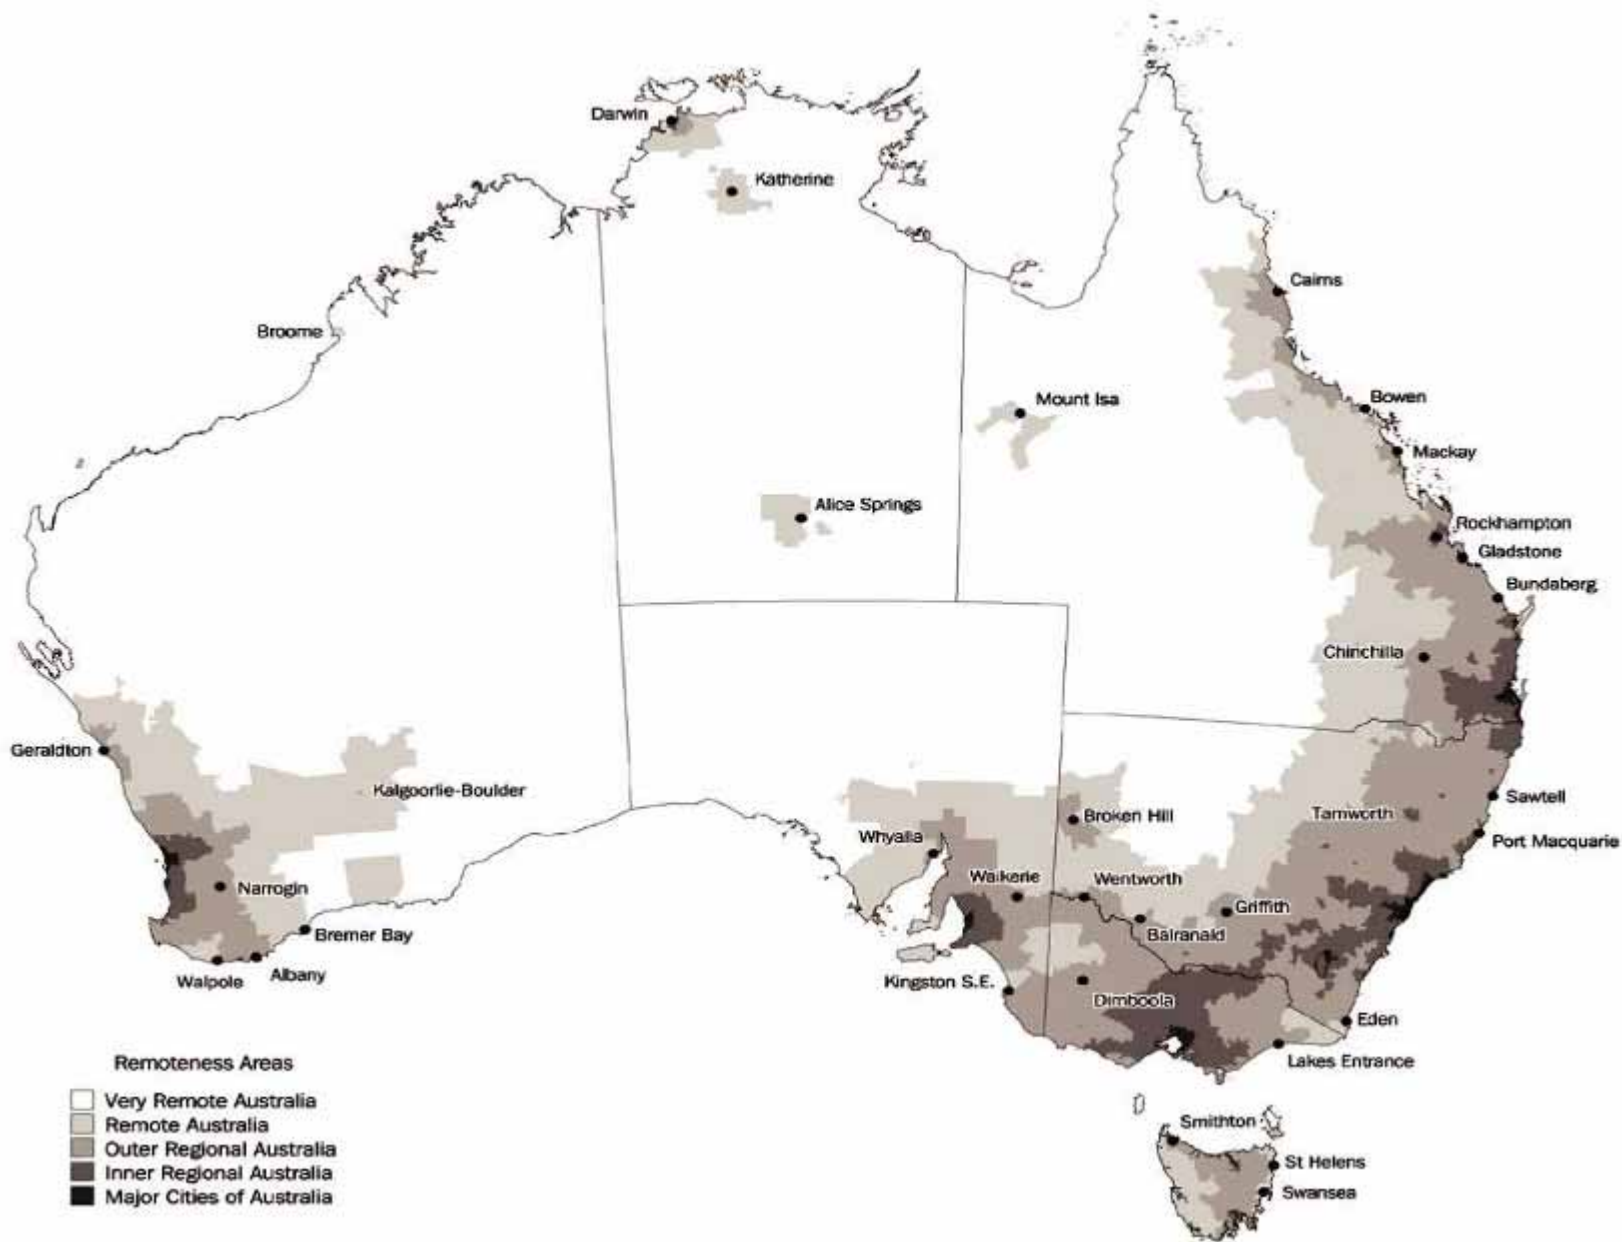 Darwin
Katherine
Cairns
Broome
Mount Isa
Bowen
Mackay
Alice Springs
Rockhampton
Gladstone
Bundaberg
Chinchilla
Geraldton
Kalgoorlie-Boulder
Sawtell
Tamworth
Broken Hill
Port Macquarie
Whyalla
Waikerie
Wentworth
Narrogin
Griffith
Balranald
Bremer Bay
Albany
Walpole
Kingston S.E.
Dimboola
Eden
Lakes Entrance
Remoteness Areas
Very Remote Australia
Remote Australia
Outer Regional Australia
Inner Regional Australia
Major Cities of Australia
Smithton
St Helens
Swansea